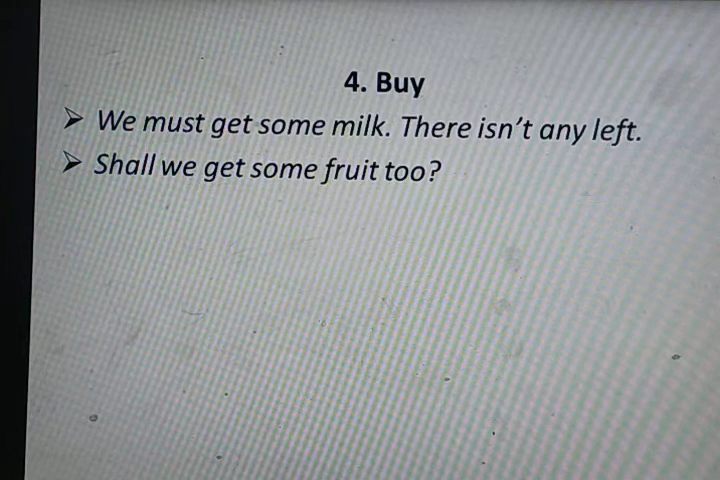 4. Buy
➢ We must get some milk. There isn't any left.
➢ Shall we get some fruit too?